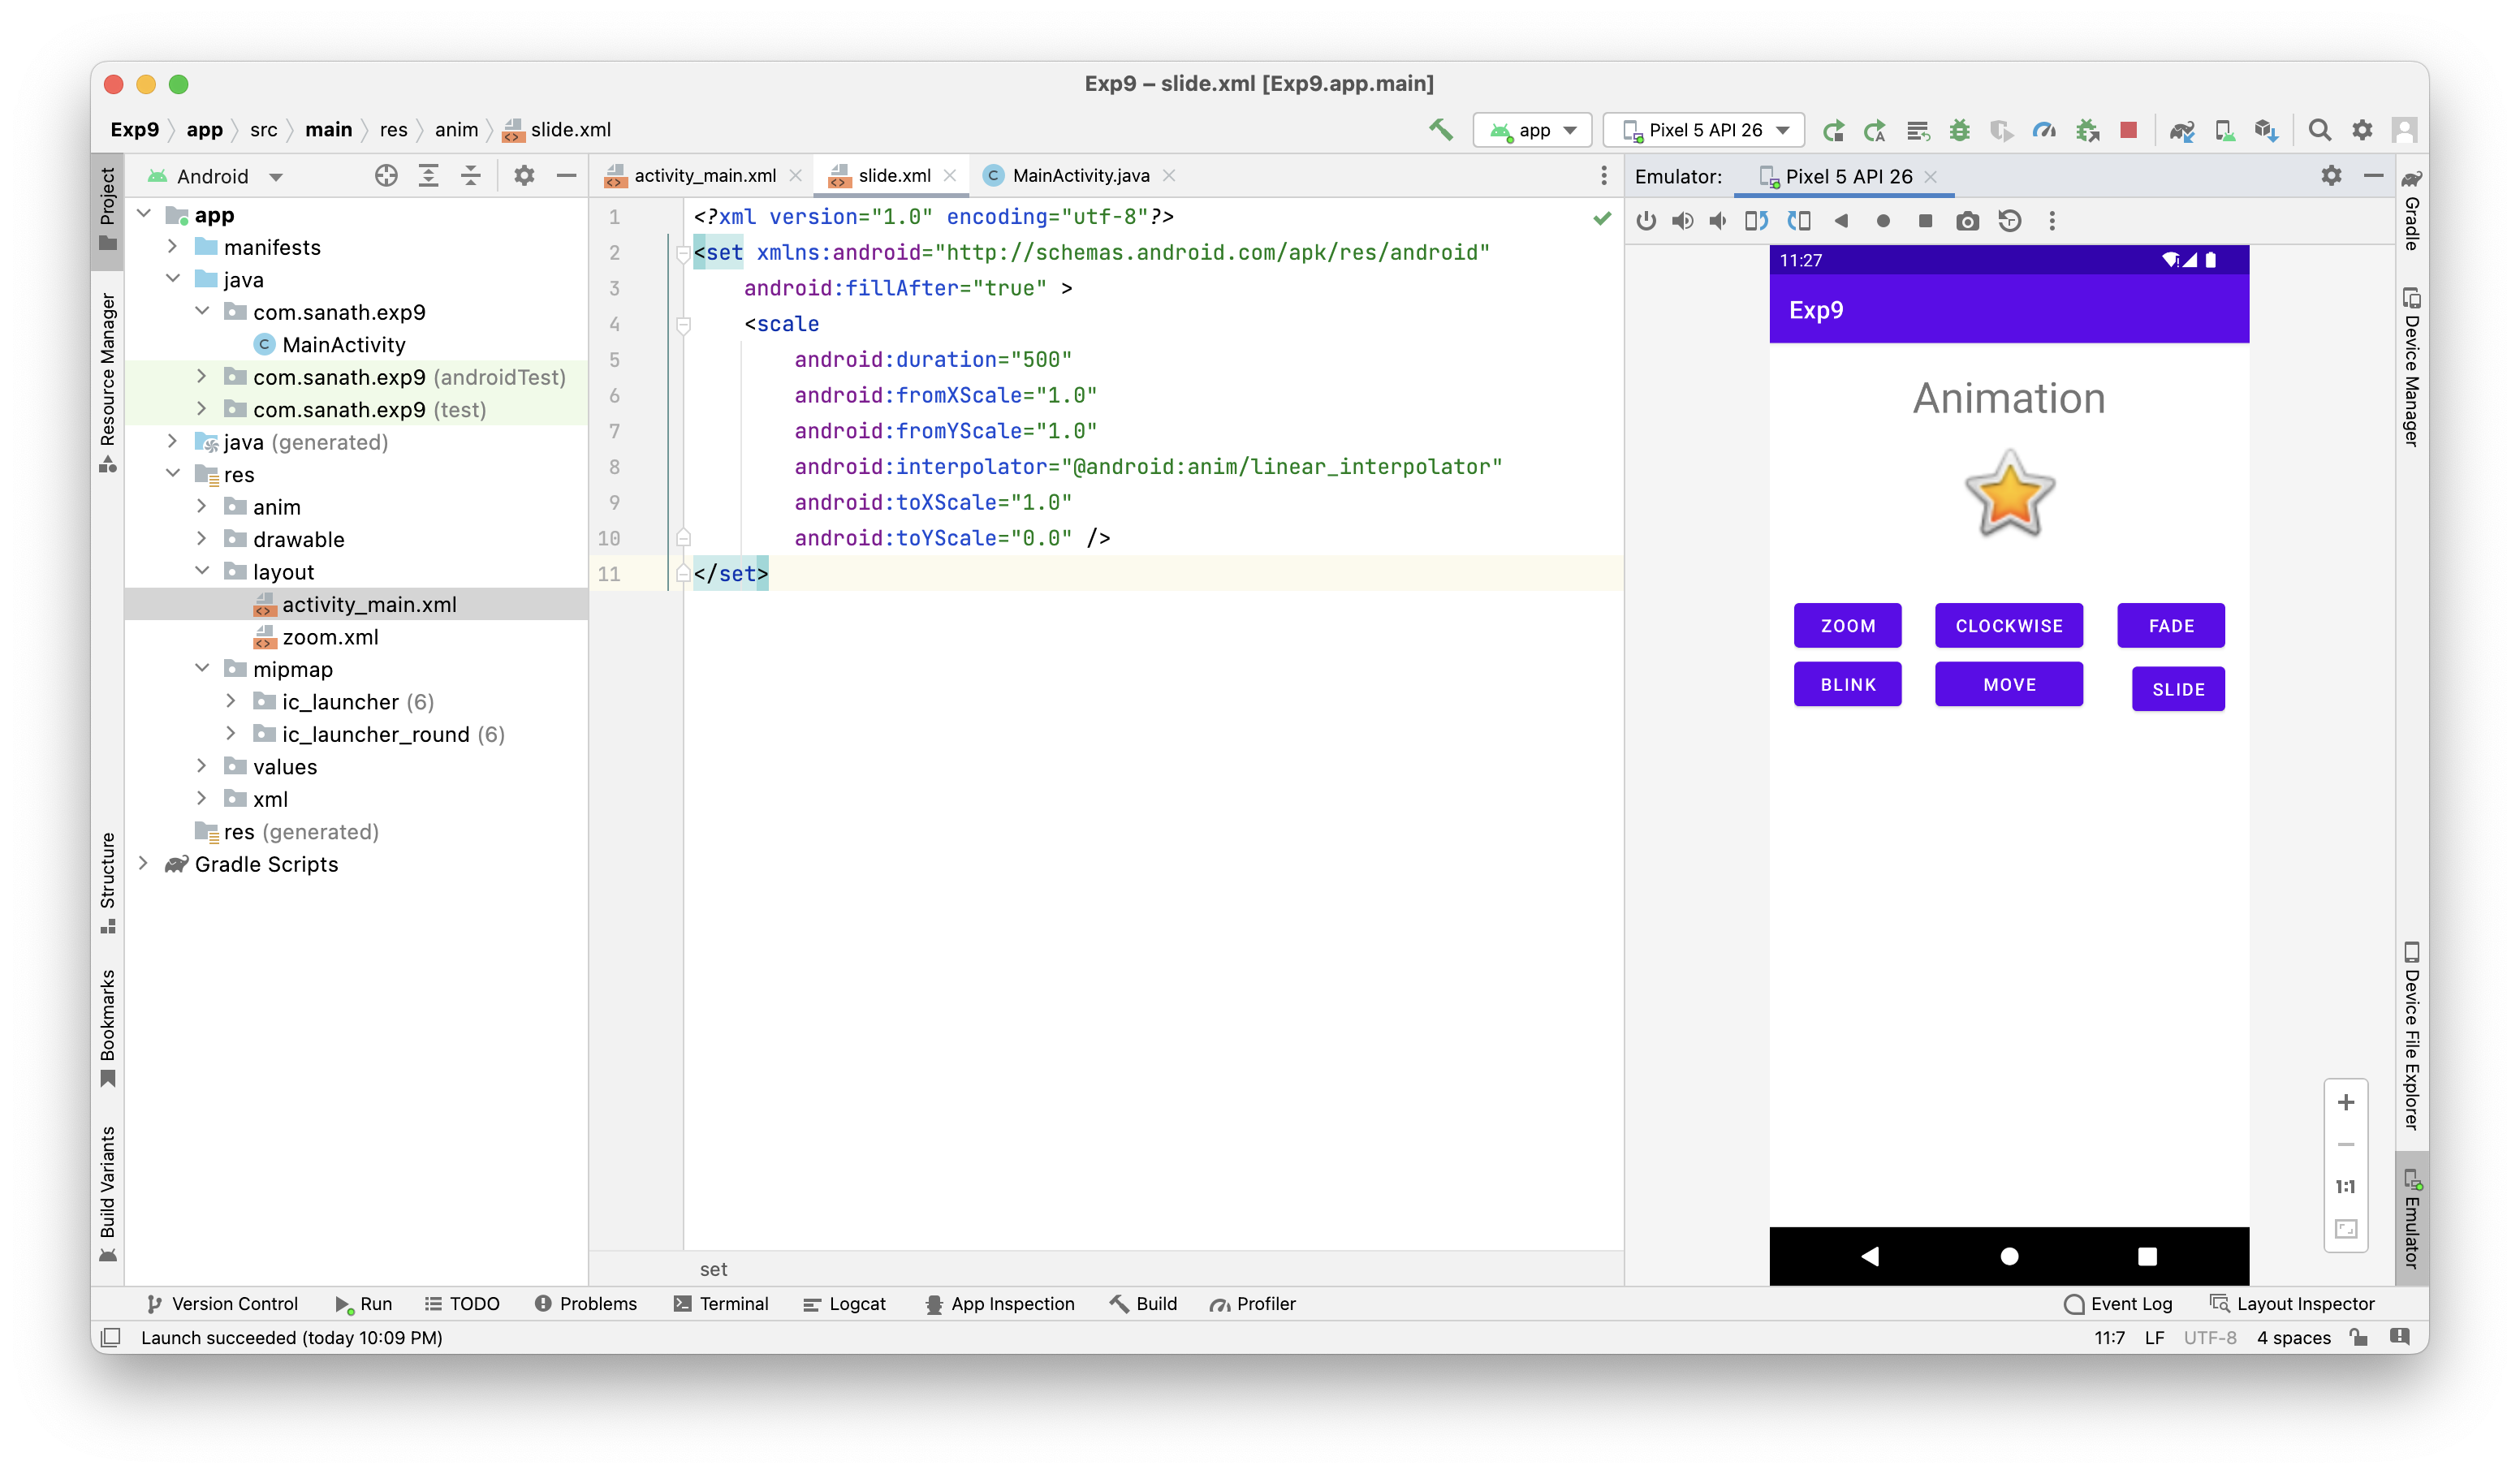 Exp9 – slide.xml [Exp9.app.main]
Exp9 app src main res anim slide.xml
app Pixel 5 API 26
Project
Resource Manager
Structure
Bookmarks
Build Variants
Android
app
manifests
java
com.sanath.exp9
MainActivity
com.sanath.exp9 (androidTest)
com.sanath.exp9 (test)
java (generated)
res
anim
drawable
layout
activity_main.xml
zoom.xml
mipmap
ic_launcher (6)
ic_launcher_round (6)
values
xml
res (generated)
Gradle Scripts
activity_main.xml slide.xml MainActivity.java
1 <?xml version="1.0" encoding="utf-8"?>
2 <set xmlns:android="http://schemas.android.com/apk/res/android"
3 android:fillAfter="true" >
4 <scale
5 android:duration="500"
6 android:fromXScale="1.0"
7 android:fromYScale="1.0"
8 android:interpolator="@android:anim/linear_interpolator"
9 android:toXScale="1.0"
10 android:toYScale="0.0" />
11 </set>
set
Emulator: Pixel 5 API 26
11:27
Exp9
Animation
ZOOM CLOCKWISE FADE
BLINK MOVE SLIDE
1:1
Gradle
Device Manager
Device File Explorer
Emulator
Version Control Run TODO Problems Terminal Logcat App Inspection Build Profiler Event Log Layout Inspector
Launch succeeded (today 10:09 PM) 11:7 LF UTF-8 4 spaces